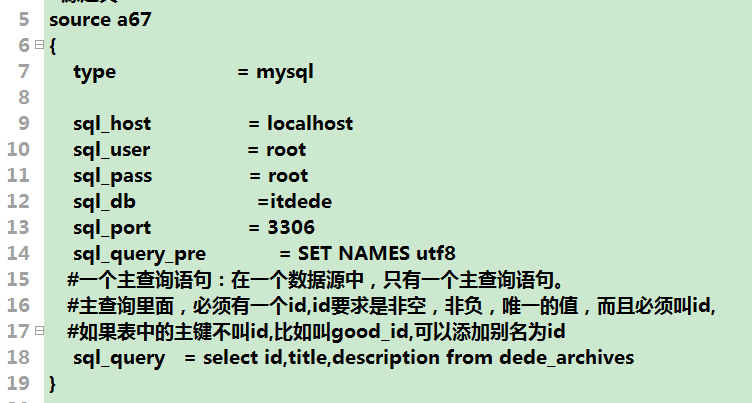 5 source a67
6 {
7 type = mysql
8
9 sql_host = localhost
10 sql_user = root
11 sql_pass = root
12 sql_db =itdede
13 sql_port = 3306
14 sql_query_pre = SET NAMES utf8
15 #一个主查询语句：在一个数据源中，只有一个主查询语句。
16 #主查询里面，必须有一个id,id要求是非空，非负，唯一的值，而且必须叫id,
17 #如果表中的主键不叫id,比如叫good_id,可以添加别名为id
18 sql_query = select id,title,description from dede_archives
19 }